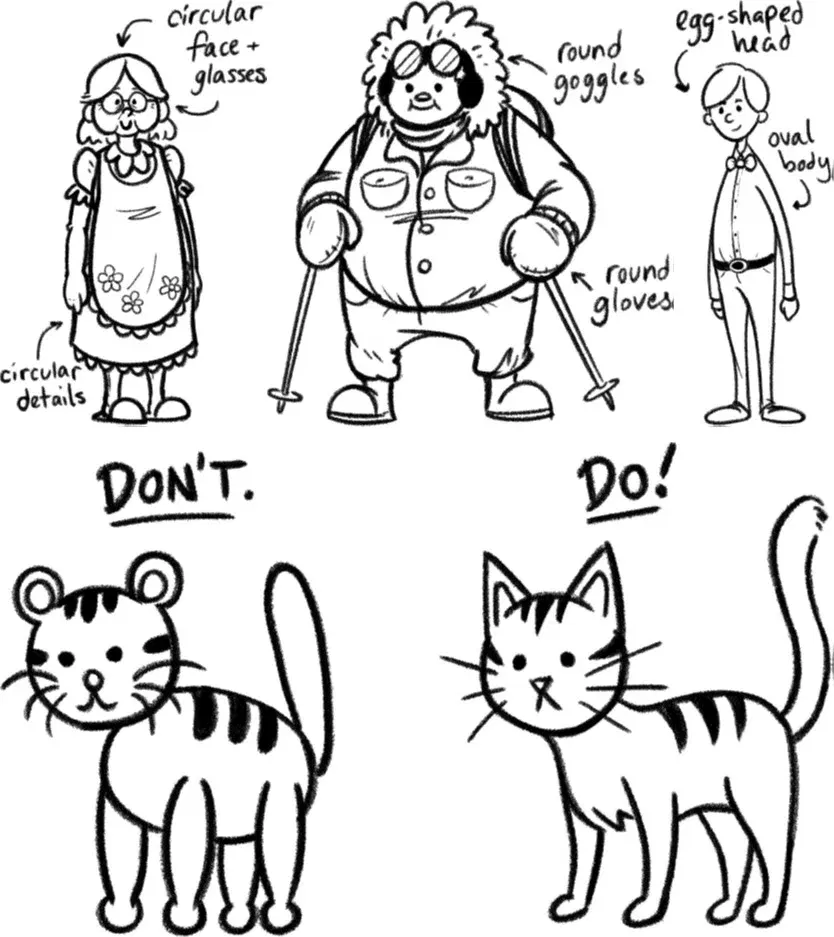 circular
face +
glasses
round
goggles
egg-shaped
head
oval
body
round
gloves
circular
details
DON'T.
DO!